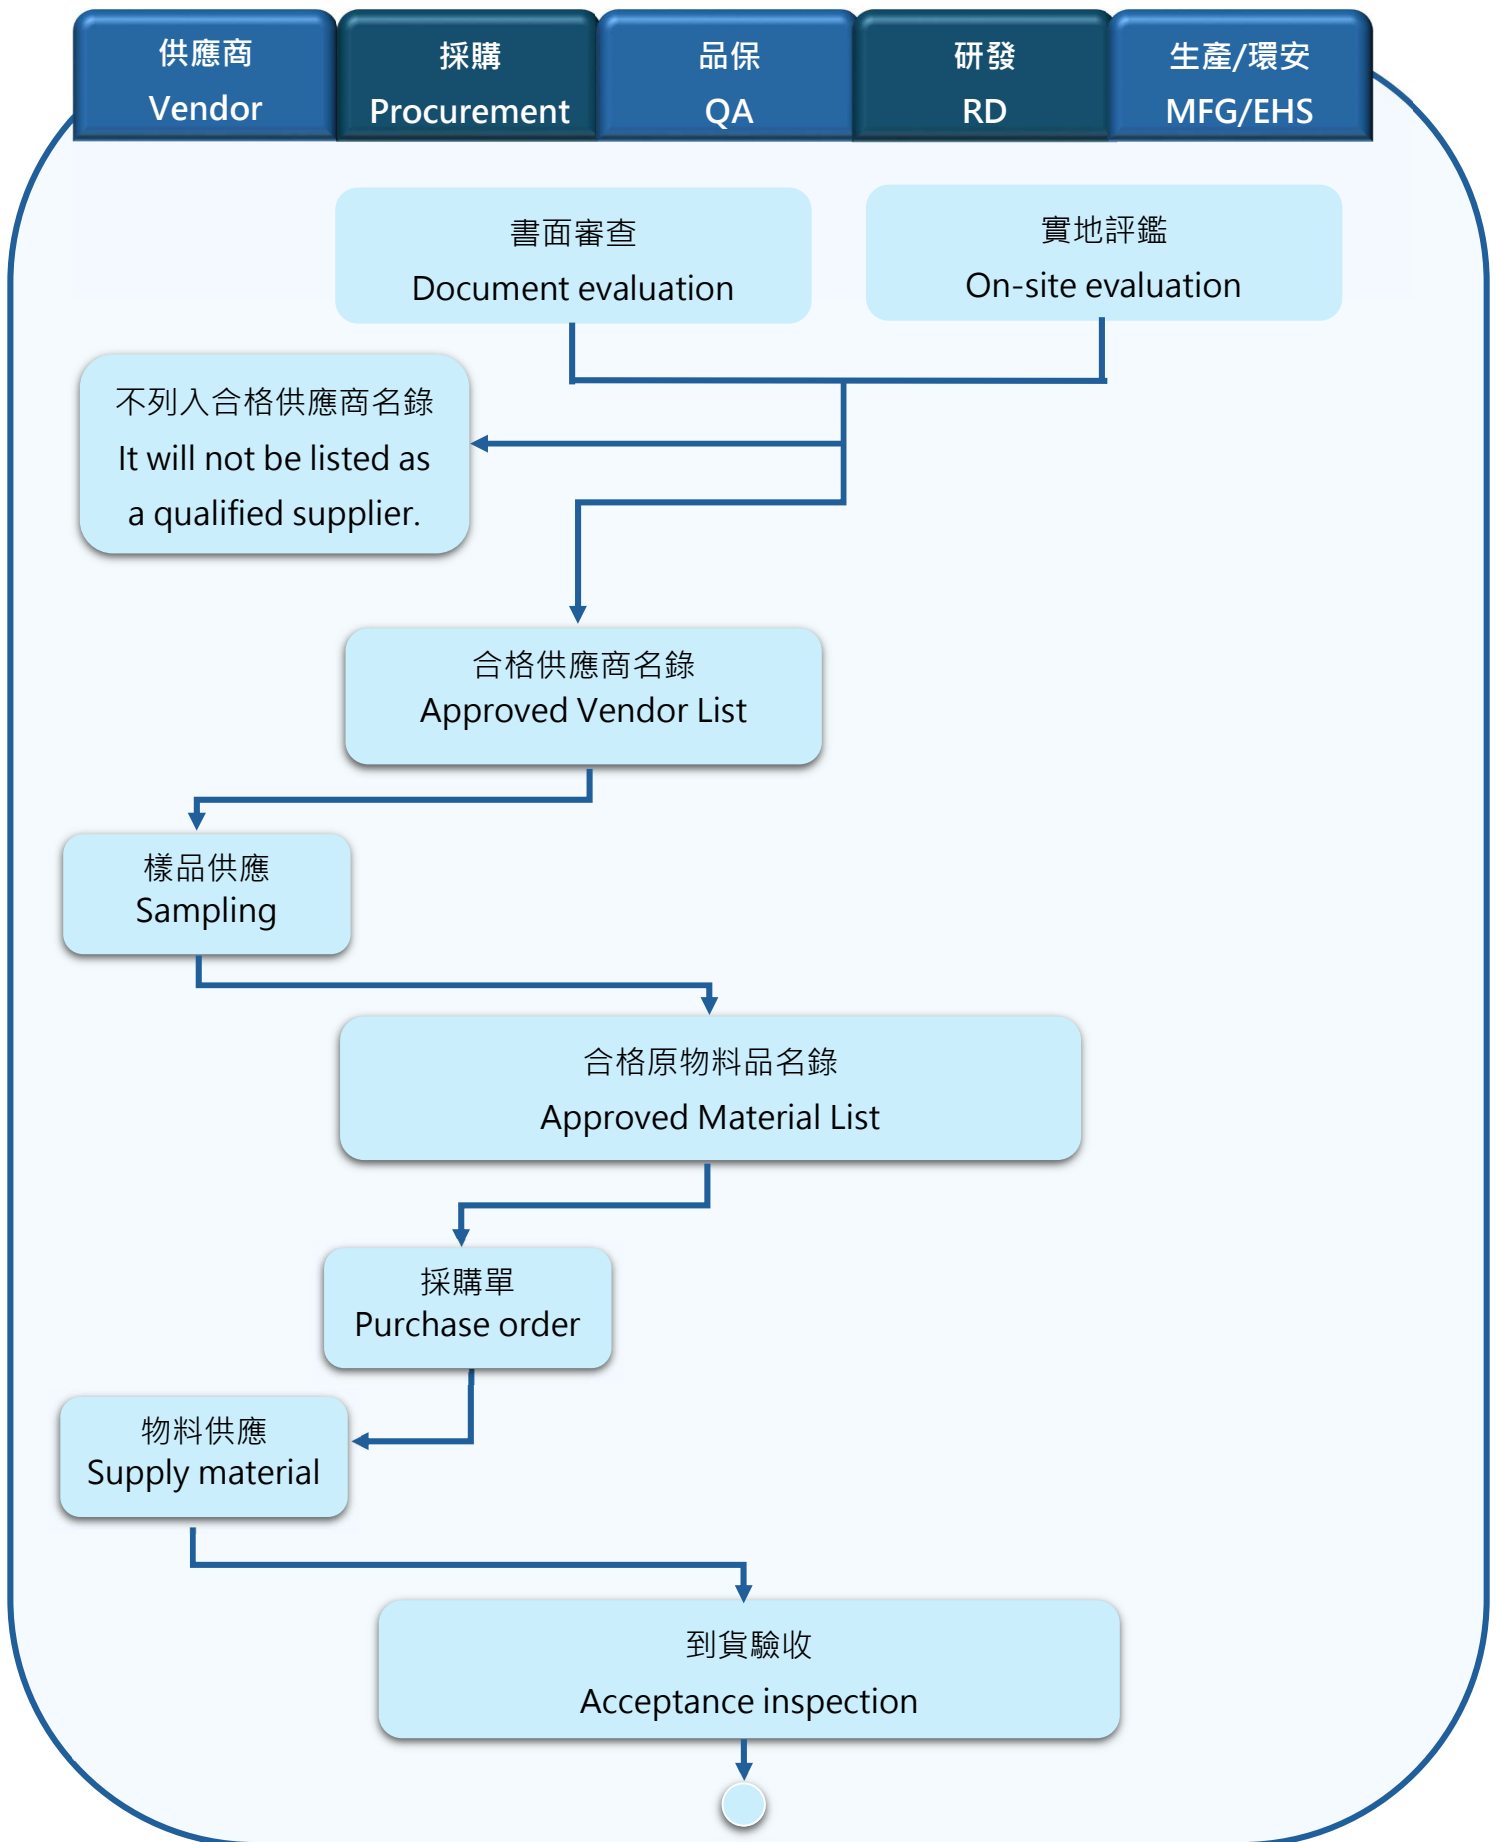 供應商
Vendor
採購
Procurement
品保
QA
研發
RD
生產/環安
MFG/EHS
書面審查
Document evaluation
實地評鑑
On-site evaluation
不列入合格供應商名錄
It will not be listed as
a qualified supplier.
合格供應商名錄
Approved Vendor List
樣品供應
Sampling
合格原物料品名錄
Approved Material List
採購單
Purchase order
物料供應
Supply material
到貨驗收
Acceptance inspection